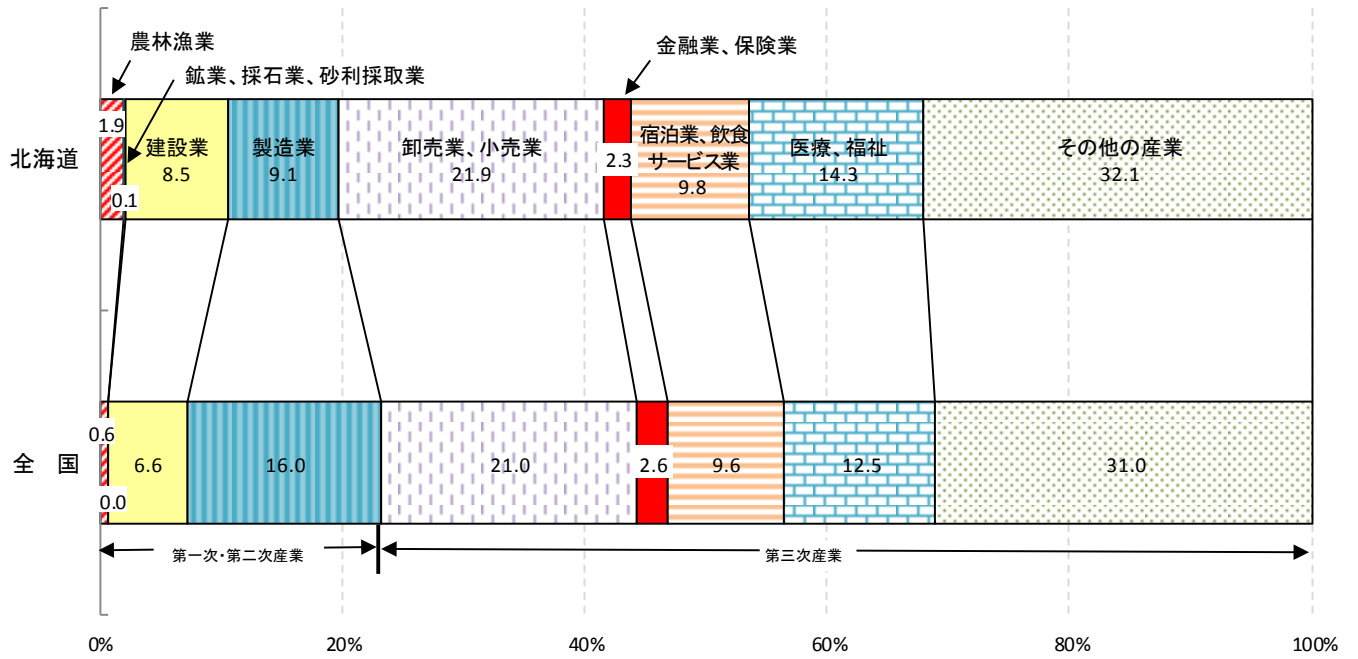 農林漁業
金融業、保険業
鉱業、採石業、砂利採取業
北海道
1.9
0.1
建設業
8.5
製造業
9.1
卸売業、小売業
21.9
2.3
宿泊業、飲食
サービス業
9.8
医療、福祉
14.3
その他の産業
32.1
全　国
0.6
0.0
6.6
16.0
21.0
2.6
9.6
12.5
31.0
第一次・第二次産業
第三次産業
0%
20%
40%
60%
80%
100%